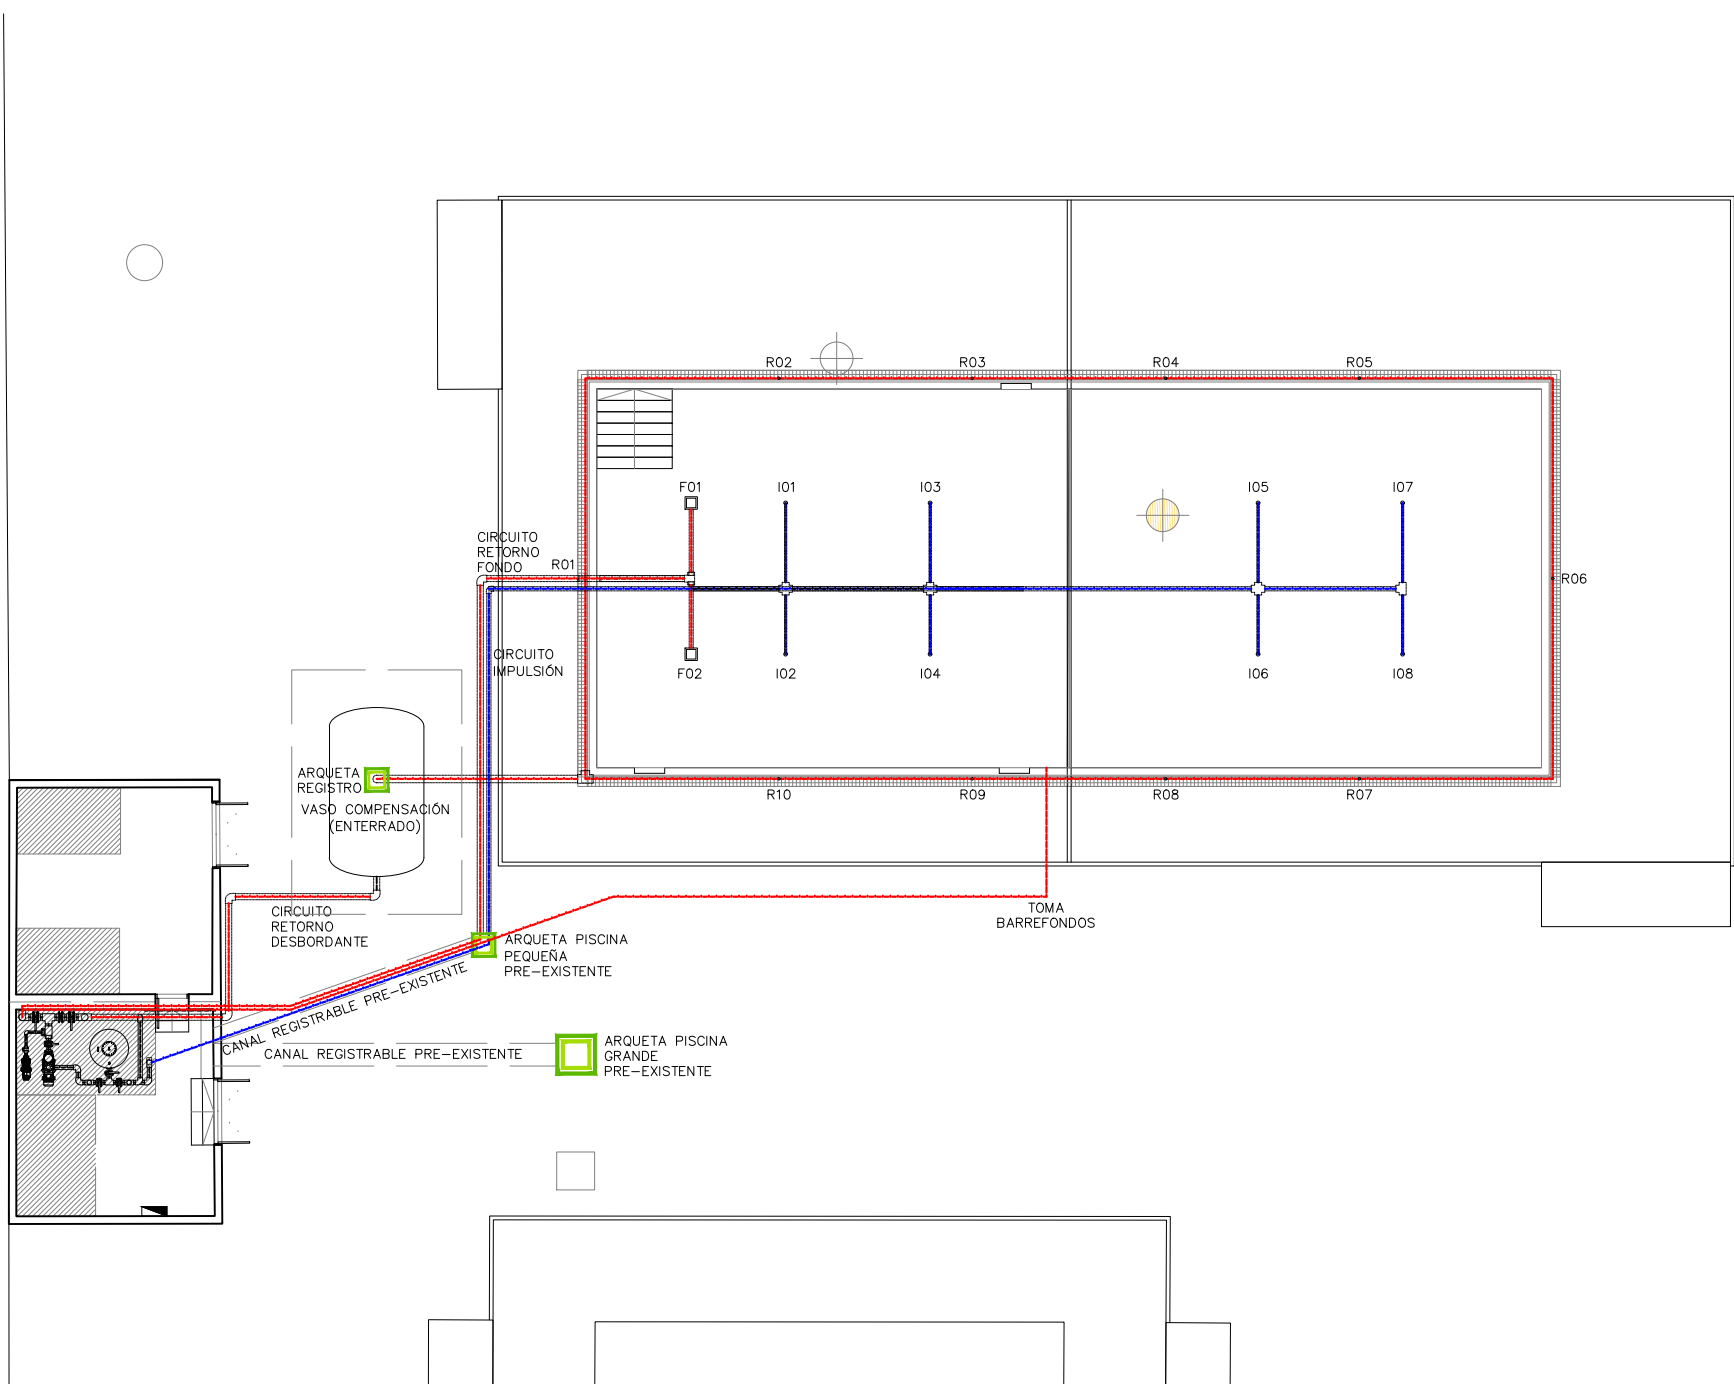 R02
R03
R04
R05
F01
I01
I03
I05
I07
CIRCUITO
RETORNO
FONDO
R01
R06
CIRCUITO
IMPULSIÓN
F02
I02
I04
I06
I08
ARQUETA
REGISTRO
VASO COMPENSACIÓN
(ENTERRADO)
R10
R09
R08
R07
CIRCUITO
RETORNO
DESBORDANTE
TOMA
BARREFONDOS
ARQUETA PISCINA
PEQUEÑA
PRE-EXISTENTE
CANAL REGISTRABLE PRE-EXISTENTE
CANAL REGISTRABLE PRE-EXISTENTE
ARQUETA PISCINA
GRANDE
PRE-EXISTENTE